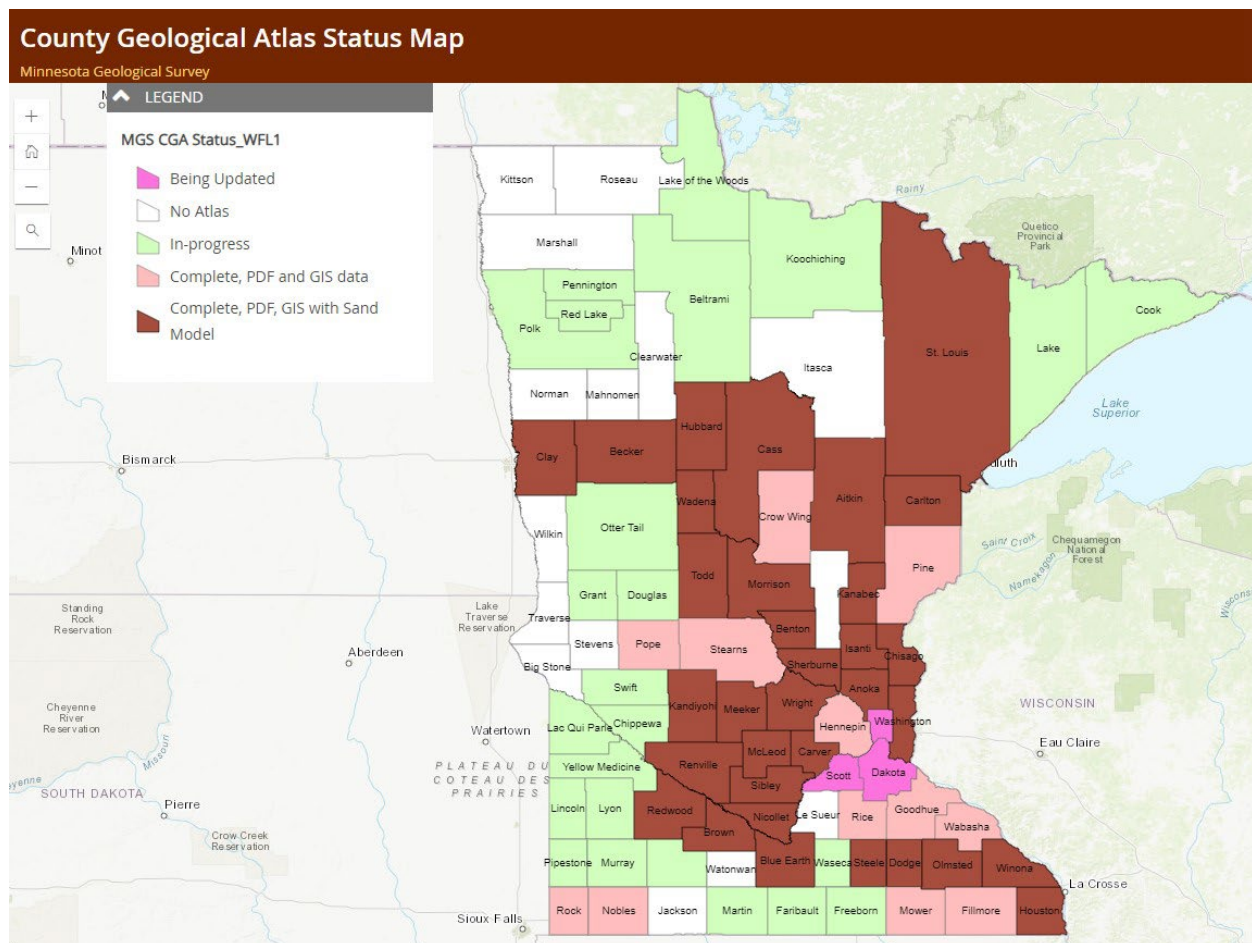 County Geological Atlas Status Map
Minnesota Geological Survey
LEGEND
MGS CGA Status_WFL1
Being Updated
No Atlas
In-progress
Complete, PDF and GIS data
Complete, PDF, GIS with Sand
Model
Kittson
Roseau
Lake of the Woods
Rainy
Quetico
Provincial
Park
Minot
Marshall
Koochiching
Pennington
Beltrami
Red Lake
Polk
Cook
Lake
St. Louis
Clearwater
Itasca
Norman
Mahnomen
Lake
Superior
Hubbard
Cass
Clay
Becker
Bismarck
uluth
Wadena
Aitkin
Carlton
Crow Wing
Otter Tail
Wilkin
Saint Croix
Chequamegon
National
Forest
Namekagon
Pine
Todd
Morrison
Grant
Douglas
Kanabec
Standing
Rock
Reservation
Lake
Traverse
Reservation
Traverse
Benton
Aberdeen
Stevens
Pope
Stearns
Isanti
Chisago
Big Stone
Sherburne
Swift
Anoka
Kandiyohi
Meeker
Wright
WISCONSIN
Cheyenne
River
Reservation
Missouri
Watertown
Lac Qui Parle
Chippewa
Hennepin
Washington
Eau Claire
McLeod
Carver
PLATEAU DU
COTEAU DES
PRAIRIES
Yellow Medicine
Renville
Scott
Dakota
Sibley
SOUTH DAKOTA
Pierre
Lincoln
Lyon
Redwood
Nicollet
Le Sueur
Rice
Goodhue
Wabasha
Crow Creek
Reservation
Brown
Pipestone
Murray
Watonwan
Blue Earth
Waseca
Steele
Dodge
Olmsted
Winona
La Crosse
Sioux Falls
Rock
Nobles
Jackson
Martin
Faribault
Freeborn
Mower
Fillmore
Houston